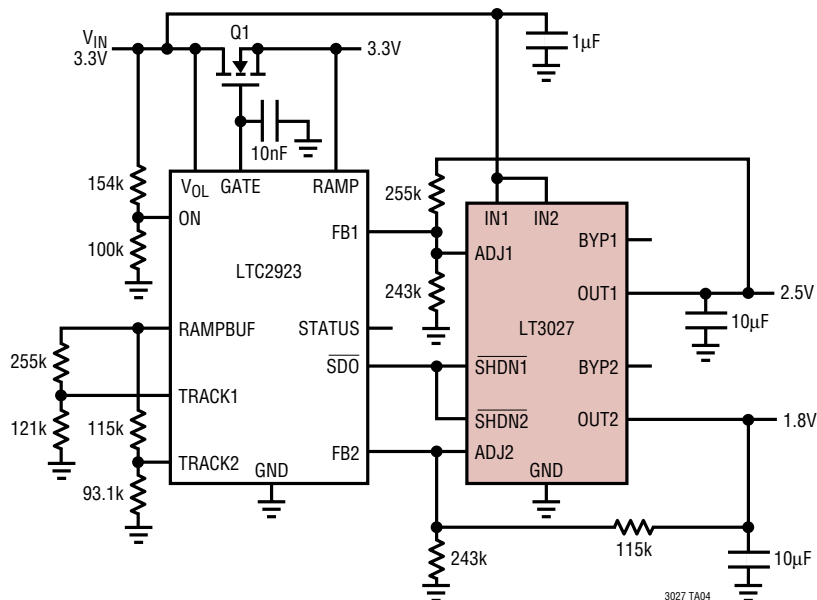 Q1
VIN
3.3V
3.3V
1µF
10nF
154k
VOL
GATE
RAMP
255k
IN1
IN2
ON
FB1
BYP1
100k
ADJ1
LTC2923
243k
OUT1
2.5V
RAMPBUF
STATUS
LT3027
10µF
255k
SDO
SHDN1
BYP2
TRACK1
121k
115k
SHDN2
OUT2
1.8V
TRACK2
FB2
ADJ2
GND
GND
93.1k
243k
115k
10µF
3027 TA04